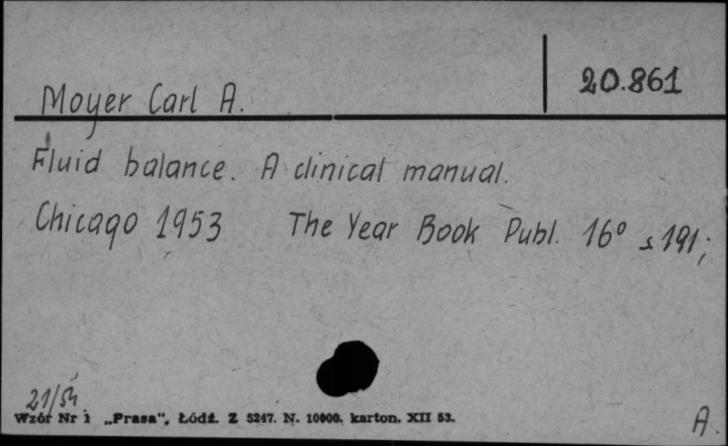 20.861
Moyer Carl A.
Fluid balance. A clinical manual.
Chicago 1953 The Year Book Publ. 16° s 191;
21/54
Wzór Nr 1 „Prasa", Łódź. Z 5247. N. 10000. karton. XII 53.
A.